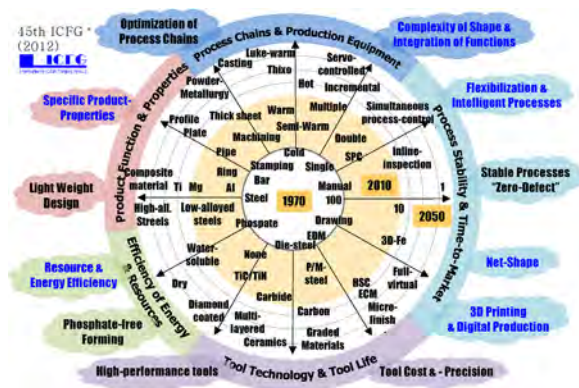 45th ICFG *
(2012)
ICFG
Optimization of
Process Chains
Process Chains & Production Equipment
Complexity of Shape &
Integration of Functions
Specific Product-
Properties
Product Function & Properties
Flexibilization &
Intelligent Processes
Process Stability & Time-to-Market
Light Weight
Design
Stable Processes
"Zero-Defect"
Resource &
Energy Efficiency
Efficiency of Energy
& Resources
Net-Shape
Phosphate-free
Forming
3D Printing
& Digital Production
High-performance tools
Tool Technology & Tool Life
Tool Cost & - Precision
Casting
Luke-warm
Thixo
Hot
Servo-
controlled
Incremental
Powder-
Metallurgy
Thick sheet
Warm
Multiple
Simultaneous
process-control
Profile
Plate
Machiaing
Semi-Warm
Double
Pipe
Stamping
Cold
Single
SPC
Inline-
inspection
Ring
Bar
Composite
material
Ti
Mg
Al
Steel
1970
Manual
100
2010
1
High-all.
Streels
Low-alloyed
steels
Drawing
10
2050
Phospate
EDM
Die-steel
3D-Fe
Water-
soluble
None
P/M-
steel
Full-
virtual
Dry
TiC/TiN
HSC
ECM
Carbide
Micro-
finish
Diamond
coated
Multi-
layered
Carbon
Ceramics
Graded
Materials